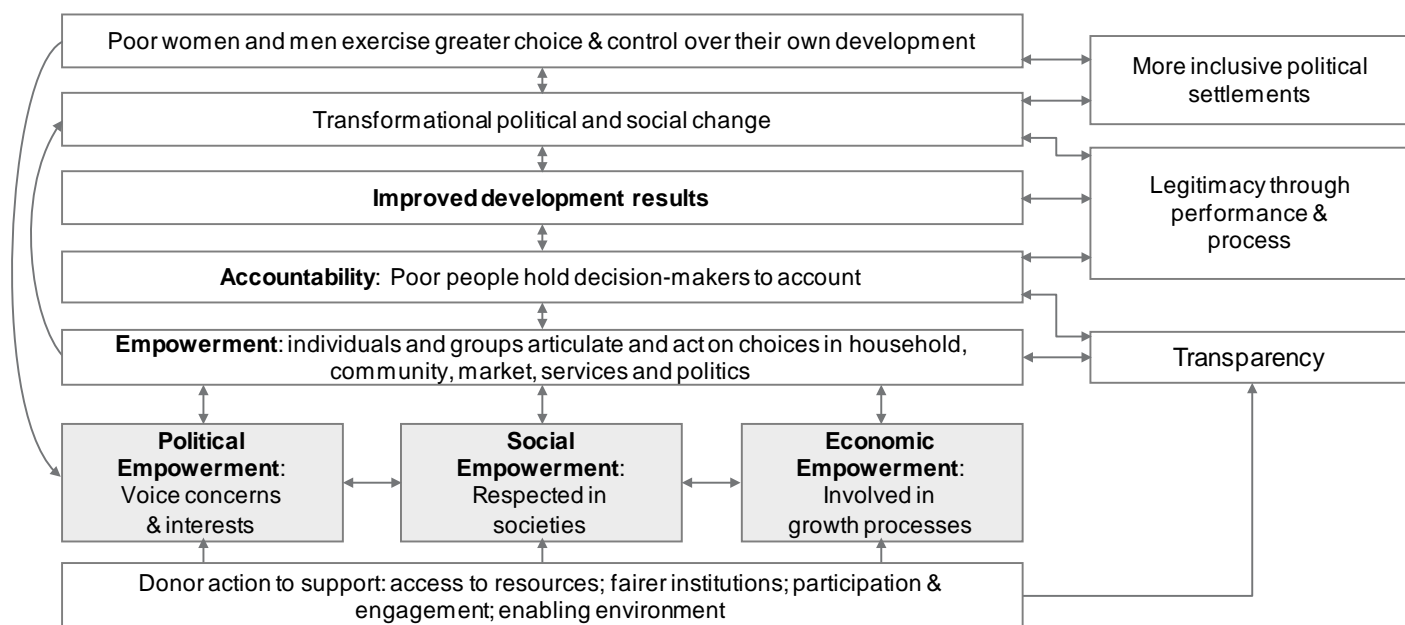 Poor women and men exercise greater choice & control over their own development
More inclusive political
settlements
Transformational political and social change
Improved development results
Legitimacy through
performance &
process
Accountability: Poor people hold decision-makers to account
Empowerment: individuals and groups articulate and act on choices in household,
community, market, services and politics
Transparency
Political
Empowerment:
Voice concerns
& interests
Social
Empowerment:
Respected in
societies
Economic
Empowerment:
Involved in
growth processes
Donor action to support: access to resources; fairer institutions; participation &
engagement; enabling environment